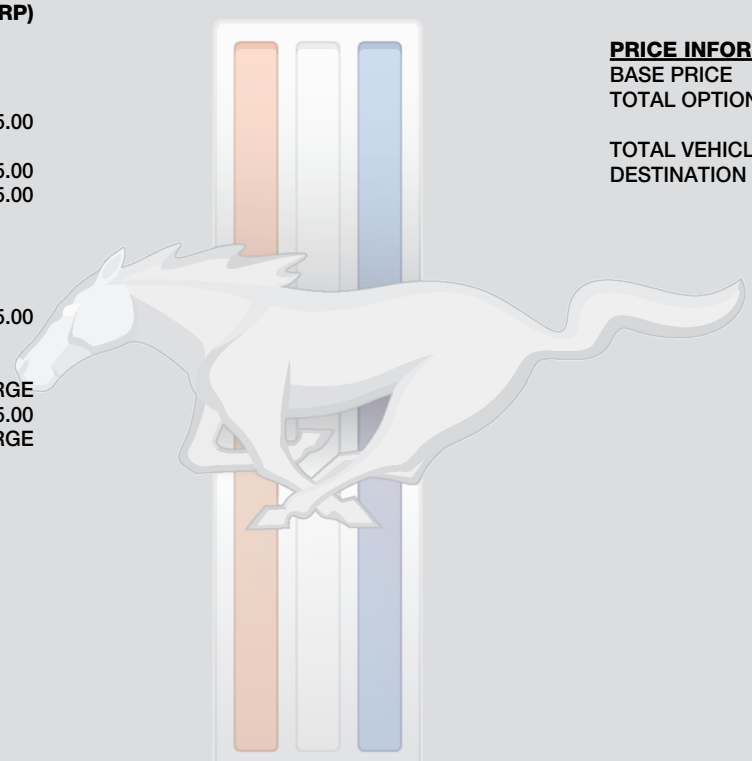 RP)
5.00
5.00
5.00
5.00
RGE
5.00
RGE
PRICE INFOR
BASE PRICE
TOTAL OPTION
TOTAL VEHICL
DESTINATION